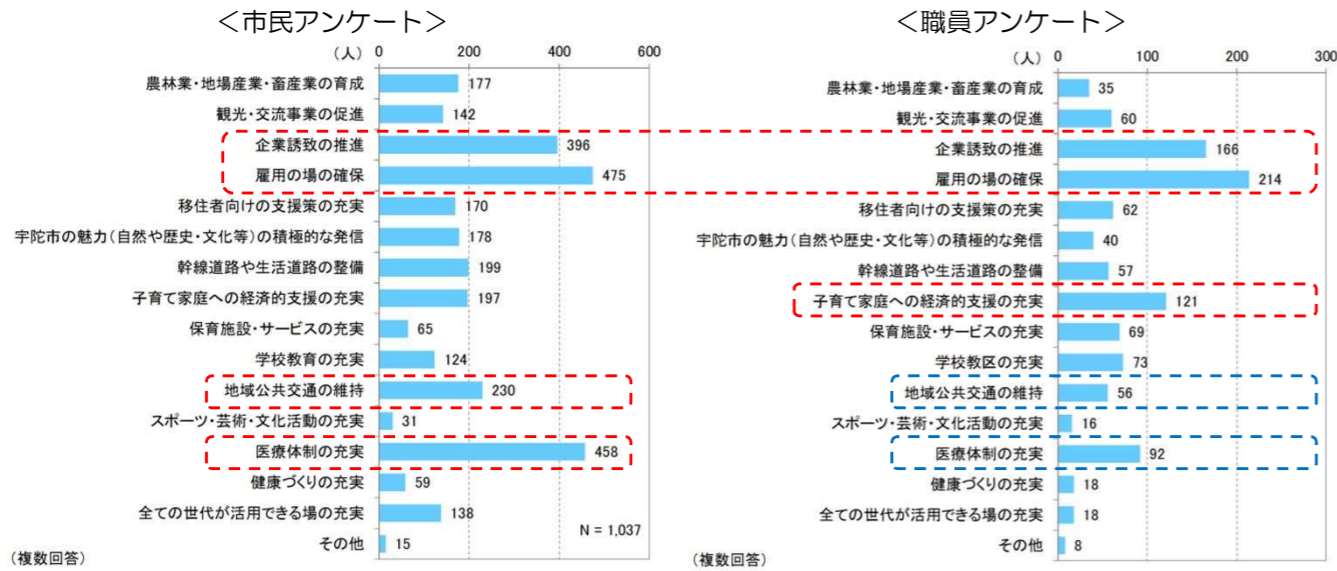 ＜市民アンケート＞
（人） 0 200 400 600
農林業・地場産業・畜産業の育成 177
観光・交流事業の促進 142
企業誘致の推進 396
雇用の場の確保 475
移住者向けの支援策の充実 170
宇陀市の魅力（自然や歴史・文化等）の積極的な発信 178
幹線道路や生活道路の整備 199
子育て家庭への経済的支援の充実 197
保育施設・サービスの充実 65
学校教育の充実 124
地域公共交通の維持 230
スポーツ・芸術・文化活動の充実 31
医療体制の充実 458
健康づくりの充実 59
全ての世代が活用できる場の充実 138
N = 1,037
その他 15
（複数回答）
＜職員アンケート＞
（人） 0 100 200 300
農林業・地場産業・畜産業の育成 35
観光・交流事業の促進 60
企業誘致の推進 166
雇用の場の確保 214
移住者向けの支援策の充実 62
宇陀市の魅力（自然や歴史・文化等）の積極的な発信 40
幹線道路や生活道路の整備 57
子育て家庭への経済的支援の充実 121
保育施設・サービスの充実 69
学校教区の充実 73
地域公共交通の維持 56
スポーツ・芸術・文化活動の充実 16
医療体制の充実 92
健康づくりの充実 18
全ての世代が活用できる場の充実 18
その他 8
（複数回答）